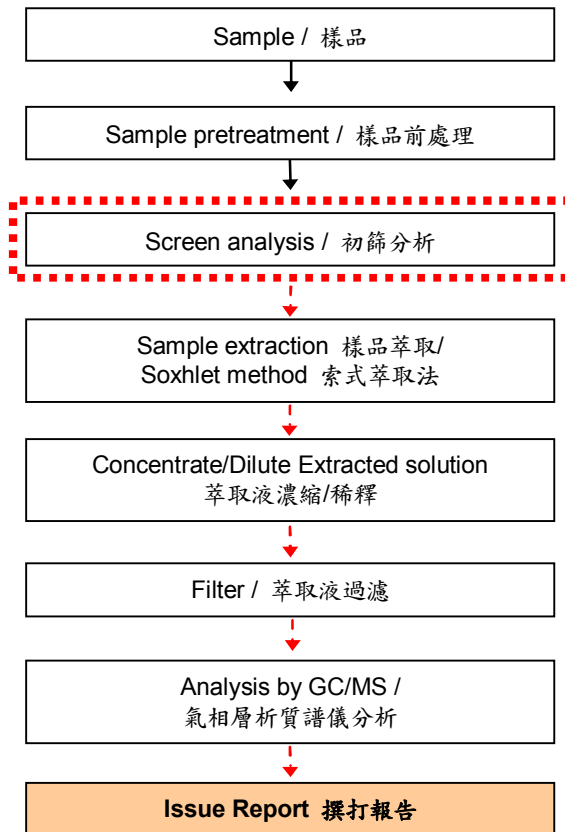 Sample / 樣品
Sample pretreatment / 樣品前處理
Screen analysis / 初篩分析
Sample extraction 樣品萃取/
Soxhlet method 索式萃取法
Concentrate/Dilute Extracted solution
萃取液濃縮/稀釋
Filter / 萃取液過濾
Analysis by GC/MS /
氣相層析質譜儀分析
Issue Report 撰打報告